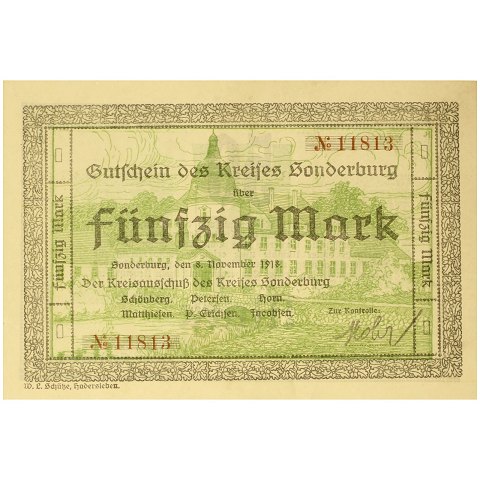 № 11813
Gutschein des Kreises Sonderburg
über
fünfzig Mark
Fünfzig Mark
Fünfzig Mark
Sonderburg, den 8. November 1918.
Der Kreisausschuß des Kreises Sonderburg
Schönberg. Petersen. Horn.
Matthiesen. P. Erichsen. Jacobsen.
Zur Kontrolle:
№ 11813
W. L. Schütze, Hadersleben.